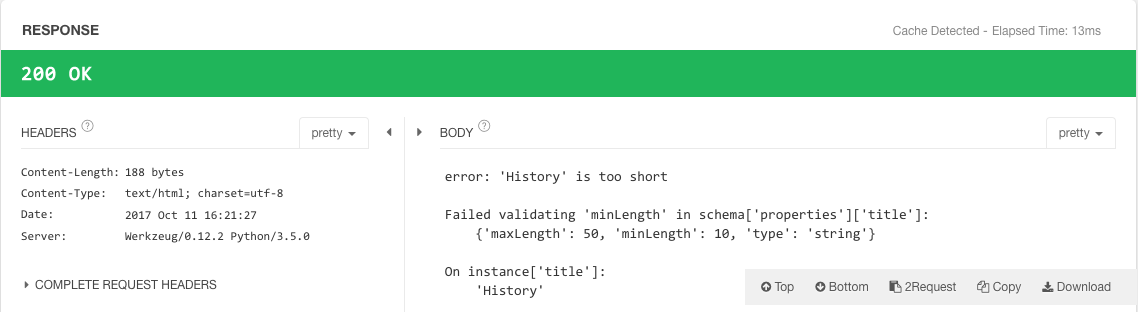 RESPONSE
Cache Detected - Elapsed Time: 13ms
200 OK
HEADERS ?
pretty
Content-Length: 188 bytes
Content-Type: text/html; charset=utf-8
Date: 2017 Oct 11 16:21:27
Server: Werkzeug/0.12.2 Python/3.5.0
COMPLETE REQUEST HEADERS
BODY ?
pretty
error: 'History' is too short
Failed validating 'minLength' in schema['properties']['title']:
{'maxLength': 50, 'minLength': 10, 'type': 'string'}
On instance['title']:
'History'
Top Bottom 2Request Copy Download